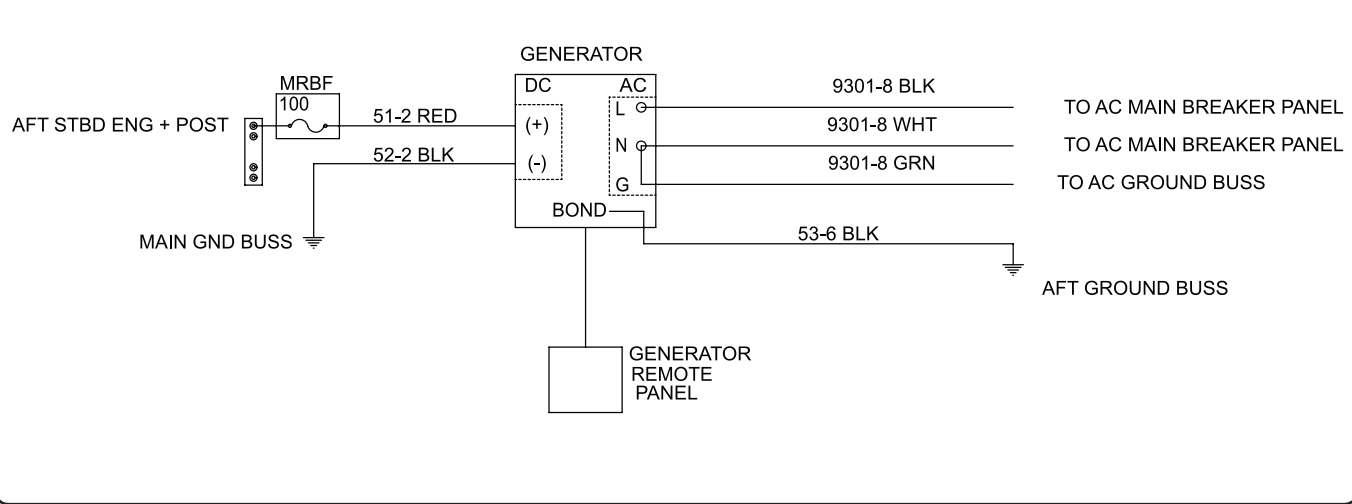 GENERATOR
MRBF
100
DC
AC
AFT STBD ENG + POST
51-2 RED
(+)
52-2 BLK
(-)
MAIN GND BUSS
L
N
G
BOND
9301-8 BLK
TO AC MAIN BREAKER PANEL
9301-8 WHT
TO AC MAIN BREAKER PANEL
9301-8 GRN
TO AC GROUND BUSS
53-6 BLK
AFT GROUND BUSS
GENERATOR
REMOTE
PANEL